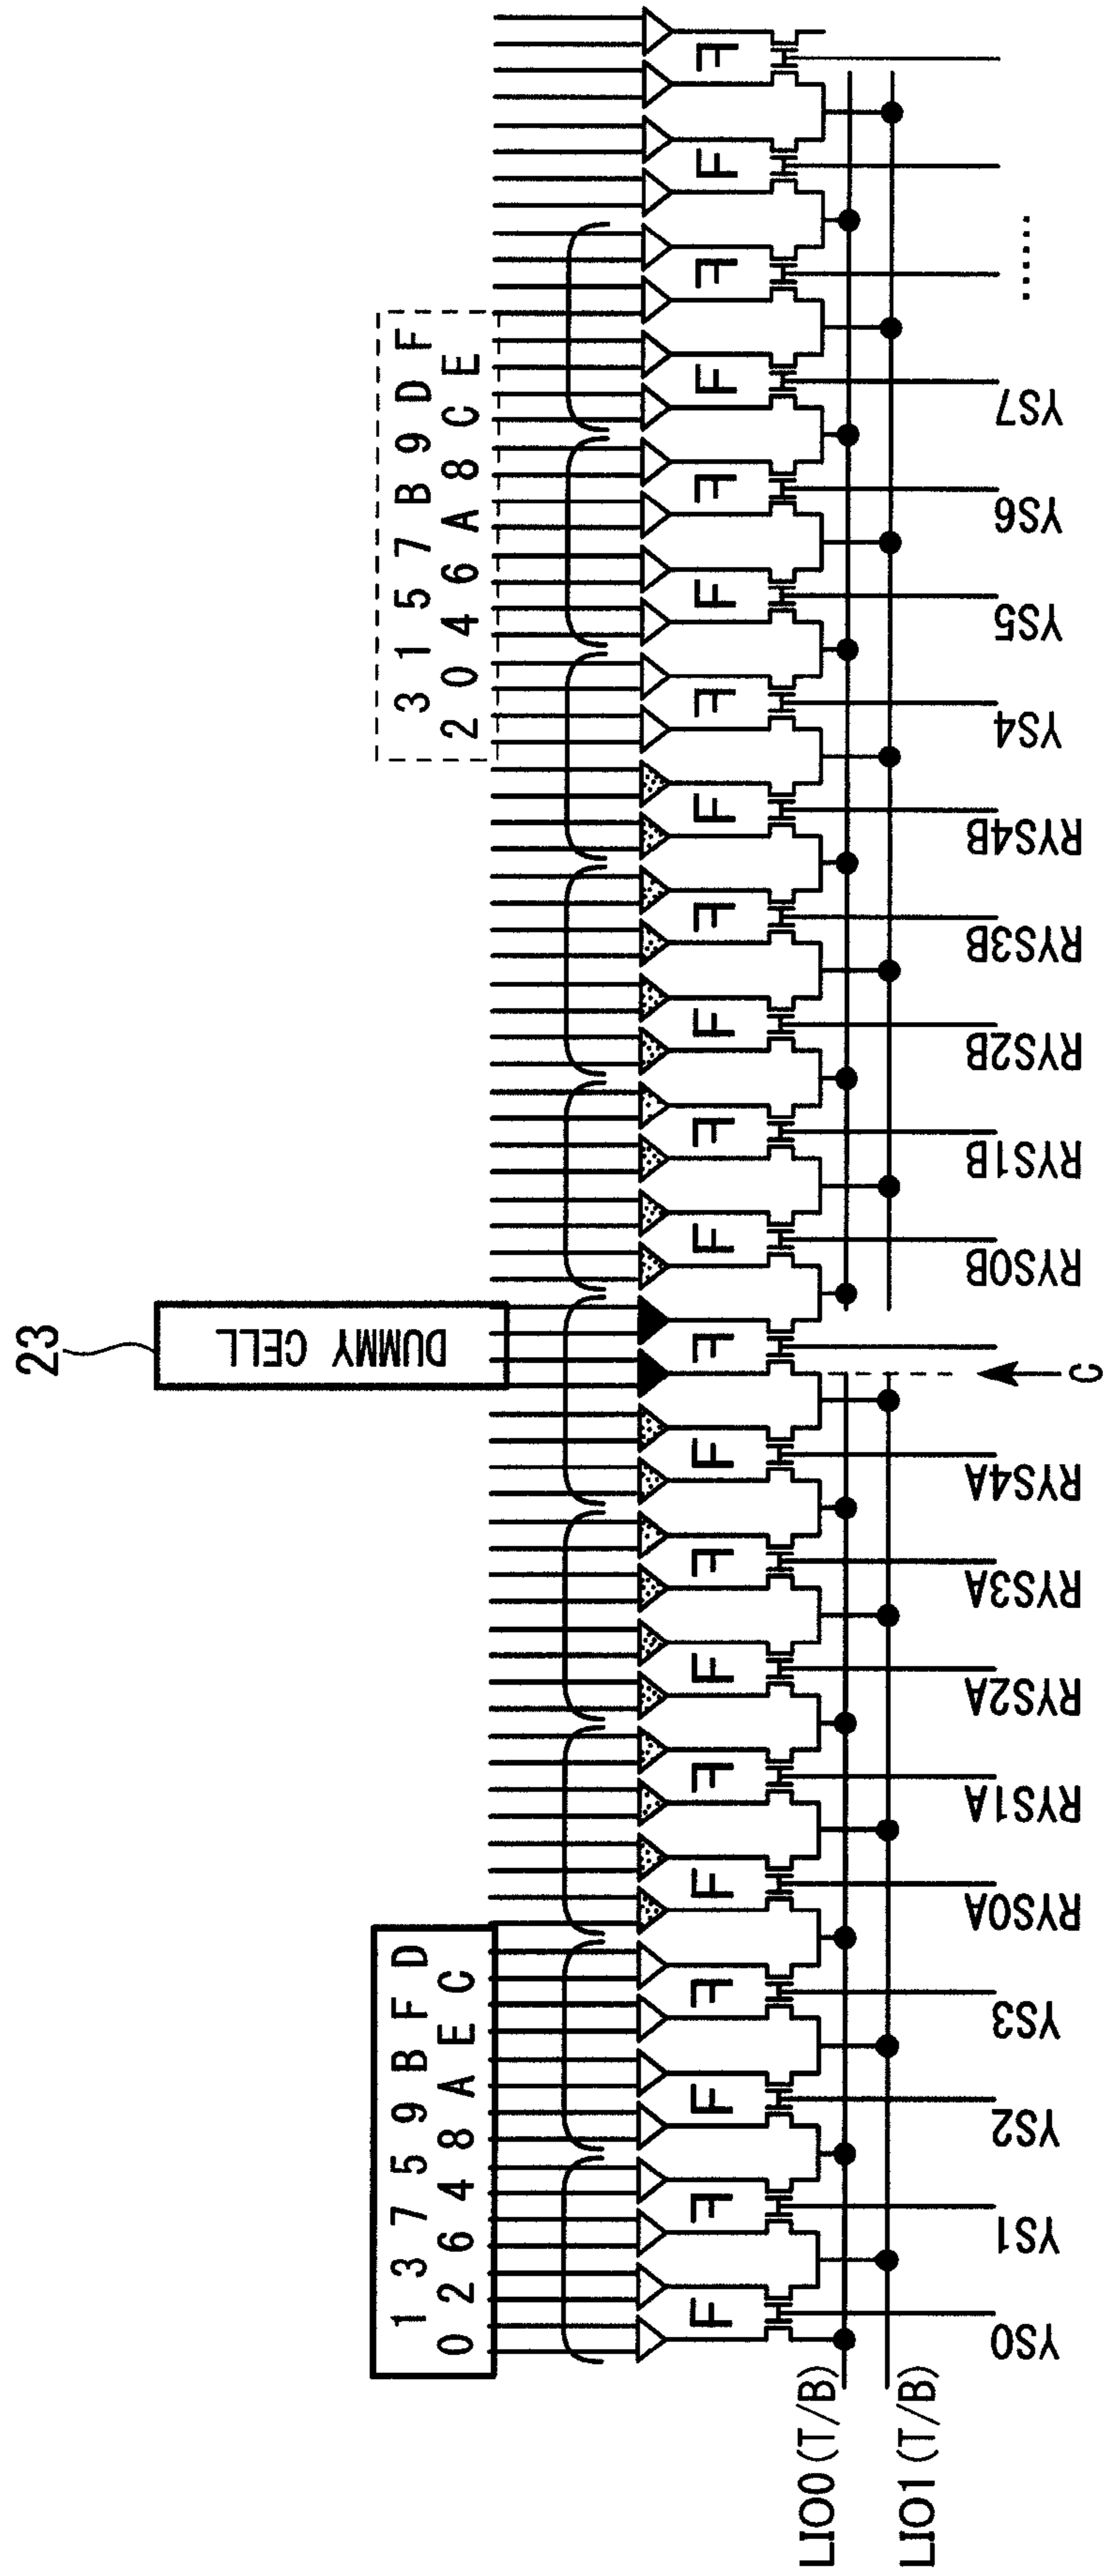 23
DUMMY CELL
1 3 7 5 9 B F D
0 2 6 4 8 A E C
3 1 5 7 B 9 D F
2 0 4 6 A 8 C E
F F F F F F F F F F F F F F F F F F F F F F
LIO0 (T/B)
LIO1 (T/B)
YS0
YS1
YS2
YS3
RYS0A
RYS1A
RYS2A
RYS3A
RYS4A
C
RYS0B
RYS1B
RYS2B
RYS3B
RYS4B
YS4
YS5
YS6
YS7
......